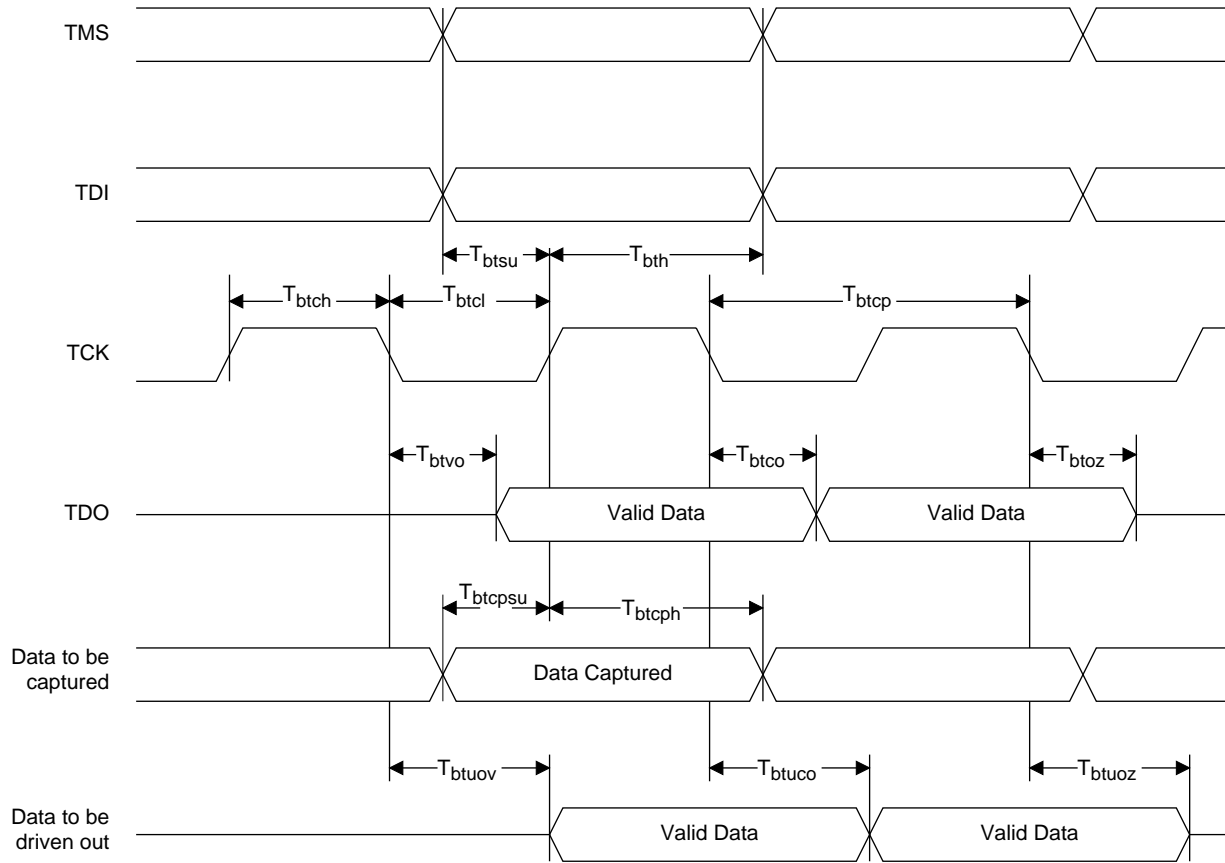 TMS
TDI
Tbtsu
Tbth
Tbtch
Tbtcl
Tbtcp
TCK
Tbtvo
Tbtco
Tbtoz
TDO
Valid Data
Valid Data
Tbtcpsu
Tbtcph
Data to be
captured
Data Captured
Tbtuov
Tbtuco
Tbtuoz
Data to be
driven out
Valid Data
Valid Data